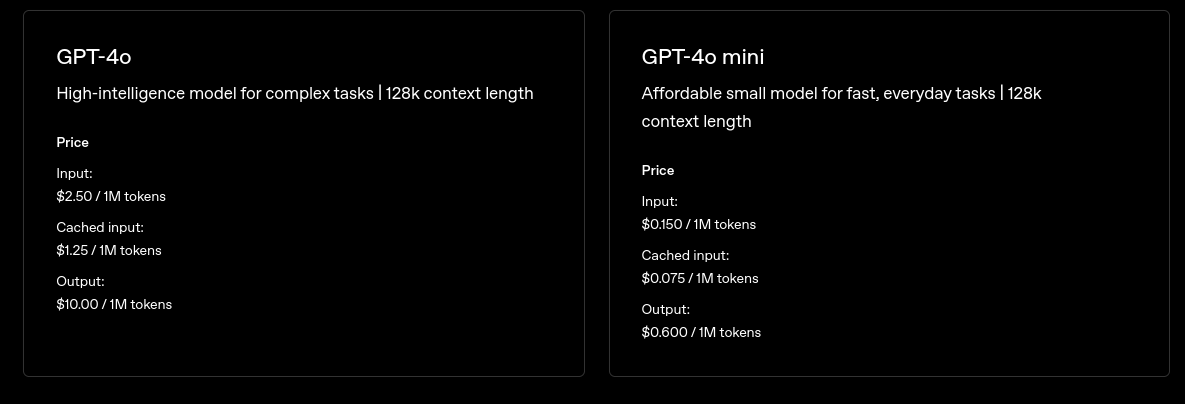 GPT-4o
High-intelligence model for complex tasks | 128k context length
Price
Input:
$2.50 / 1M tokens
Cached input:
$1.25 / 1M tokens
Output:
$10.00 / 1M tokens
GPT-4o mini
Affordable small model for fast, everyday tasks | 128k
context length
Price
Input:
$0.150 / 1M tokens
Cached input:
$0.075 / 1M tokens
Output:
$0.600 / 1M tokens